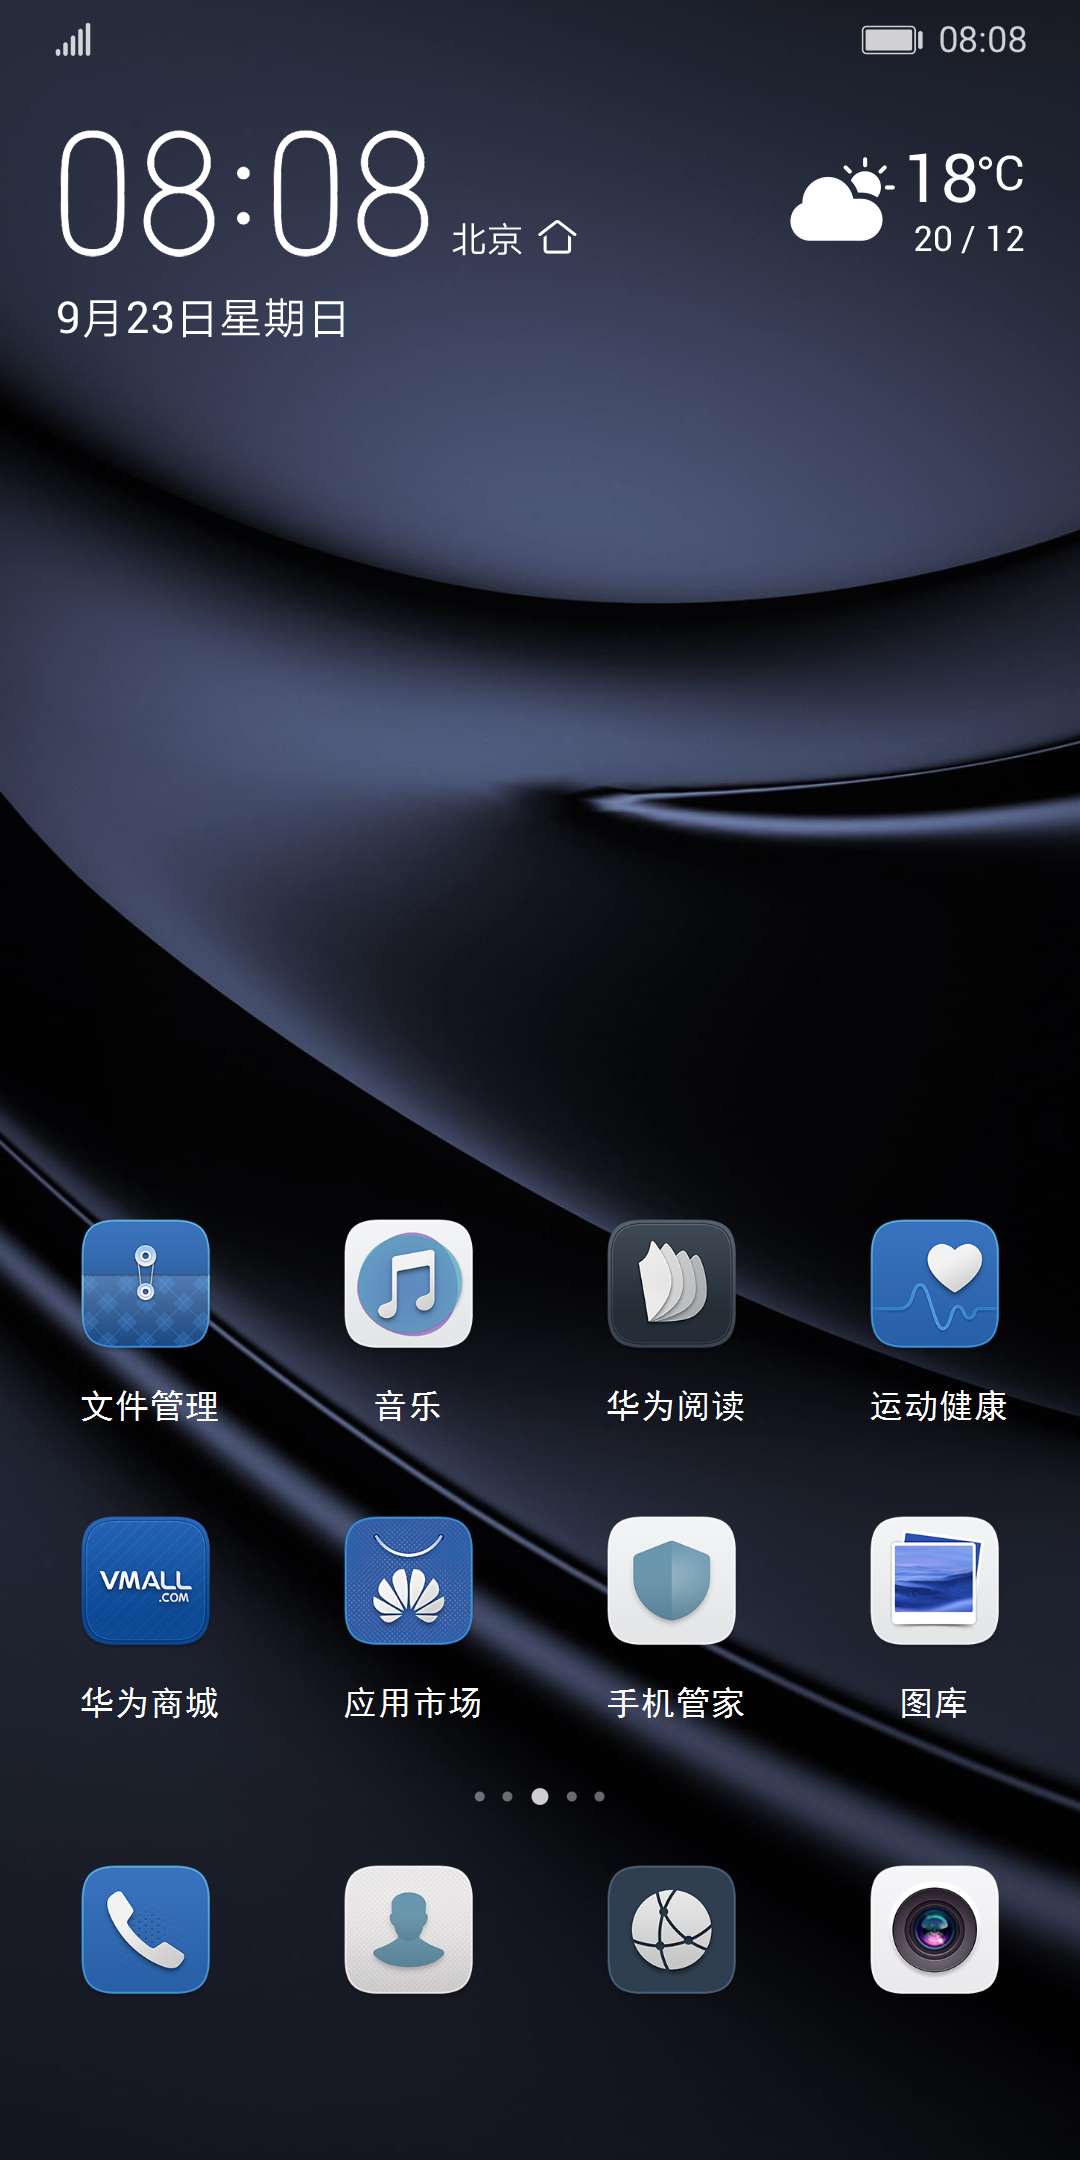 08:08
08:08 北京
18°C
20 / 12
9月23日星期日
文件管理
音乐
华为阅读
运动健康
VMALL
.COM
华为商城
应用市场
手机管家
图库